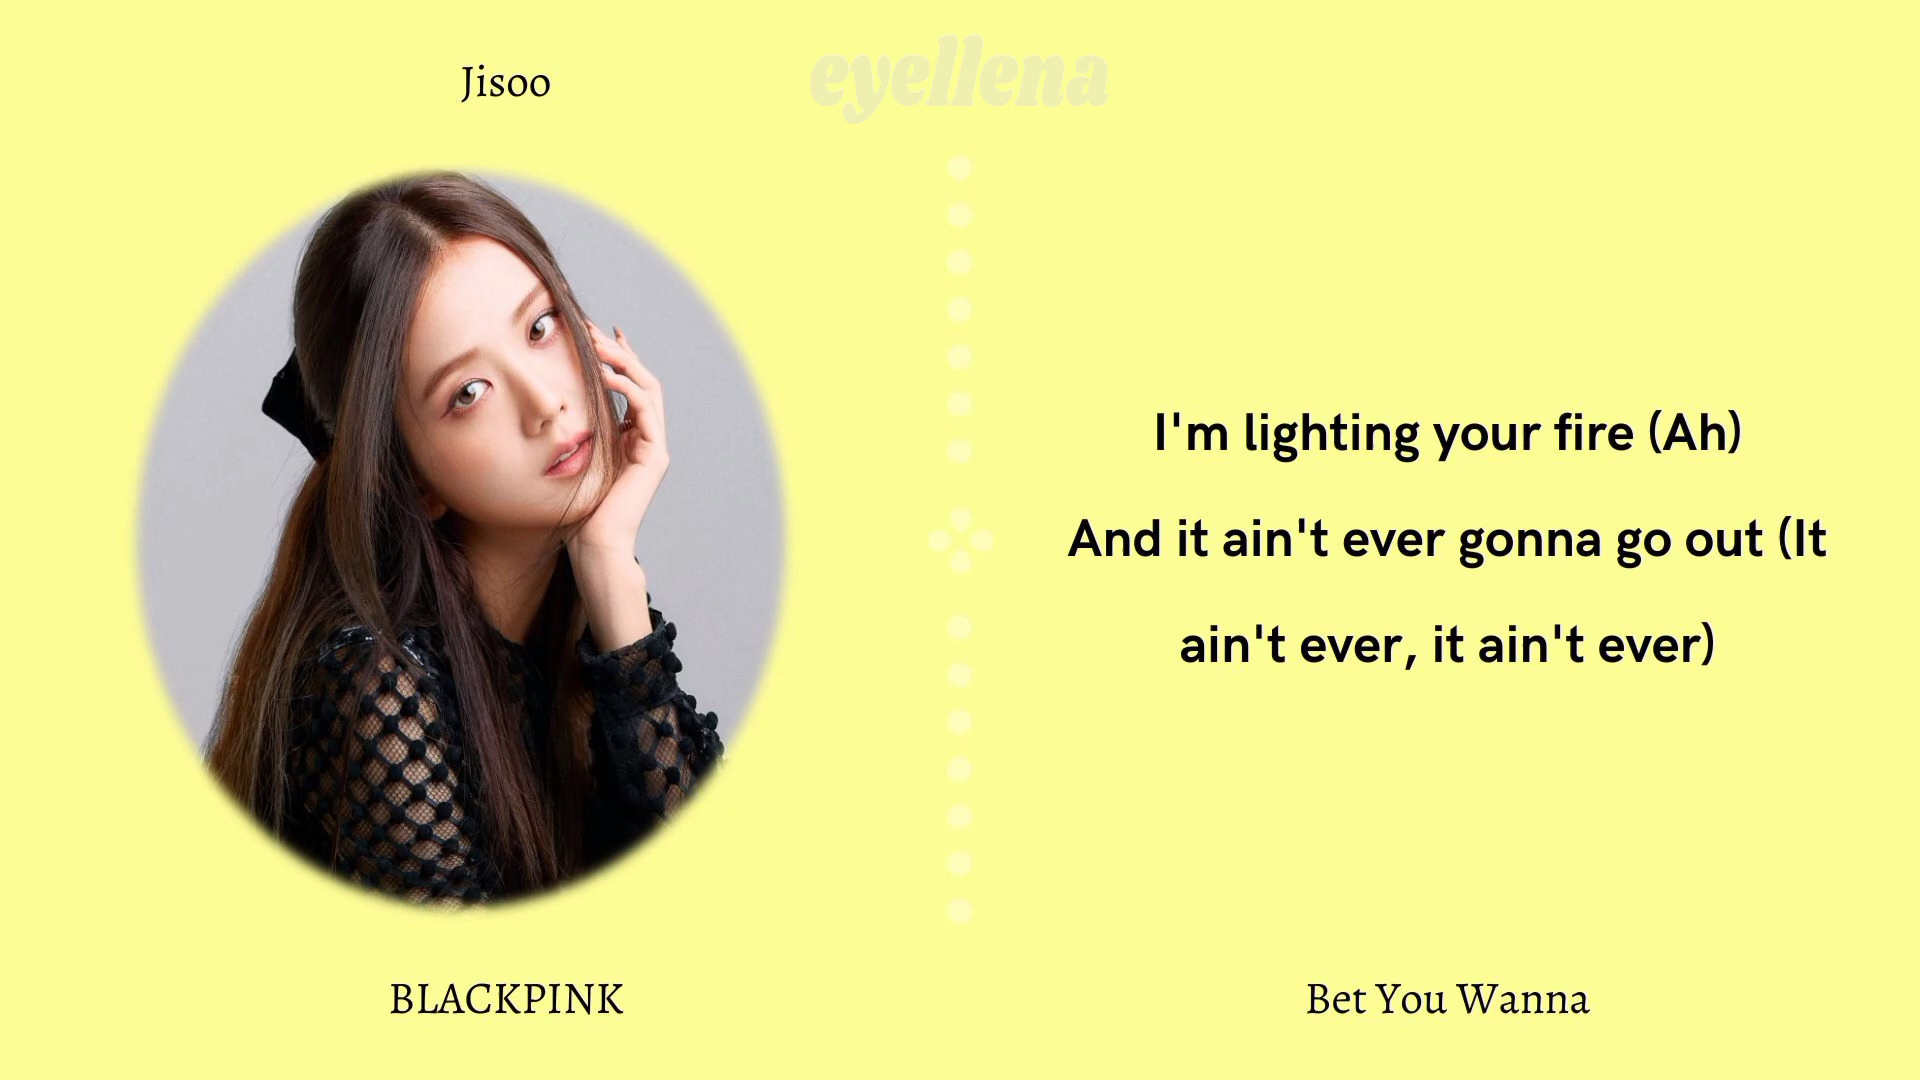 Jisoo
eyellena
I'm lighting your fire (Ah)
And it ain't ever gonna go out (It
ain't ever, it ain't ever)
BLACKPINK
Bet You Wanna